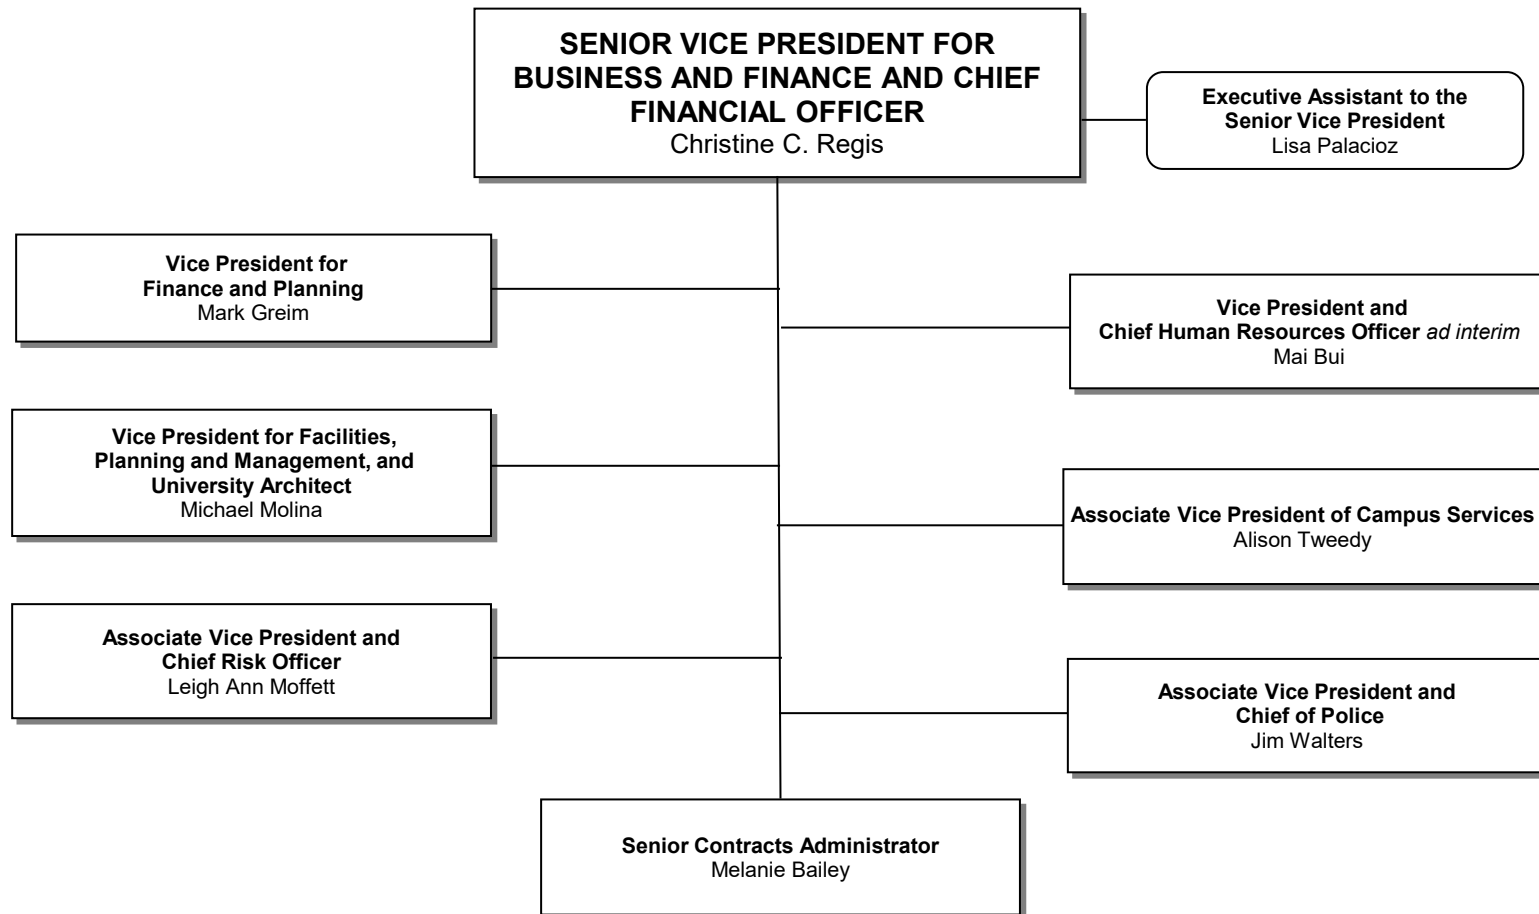 SENIOR VICE PRESIDENT FOR
BUSINESS AND FINANCE AND CHIEF
FINANCIAL OFFICER
Christine C. Regis
Executive Assistant to the
Senior Vice President
Lisa Palacioz
Vice President for
Finance and Planning
Mark Greim
Vice President and
Chief Human Resources Officer ad interim
Mai Bui
Vice President for Facilities,
Planning and Management, and
University Architect
Michael Molina
Associate Vice President of Campus Services
Alison Tweedy
Associate Vice President and
Chief Risk Officer
Leigh Ann Moffett
Associate Vice President and
Chief of Police
Jim Walters
Senior Contracts Administrator
Melanie Bailey